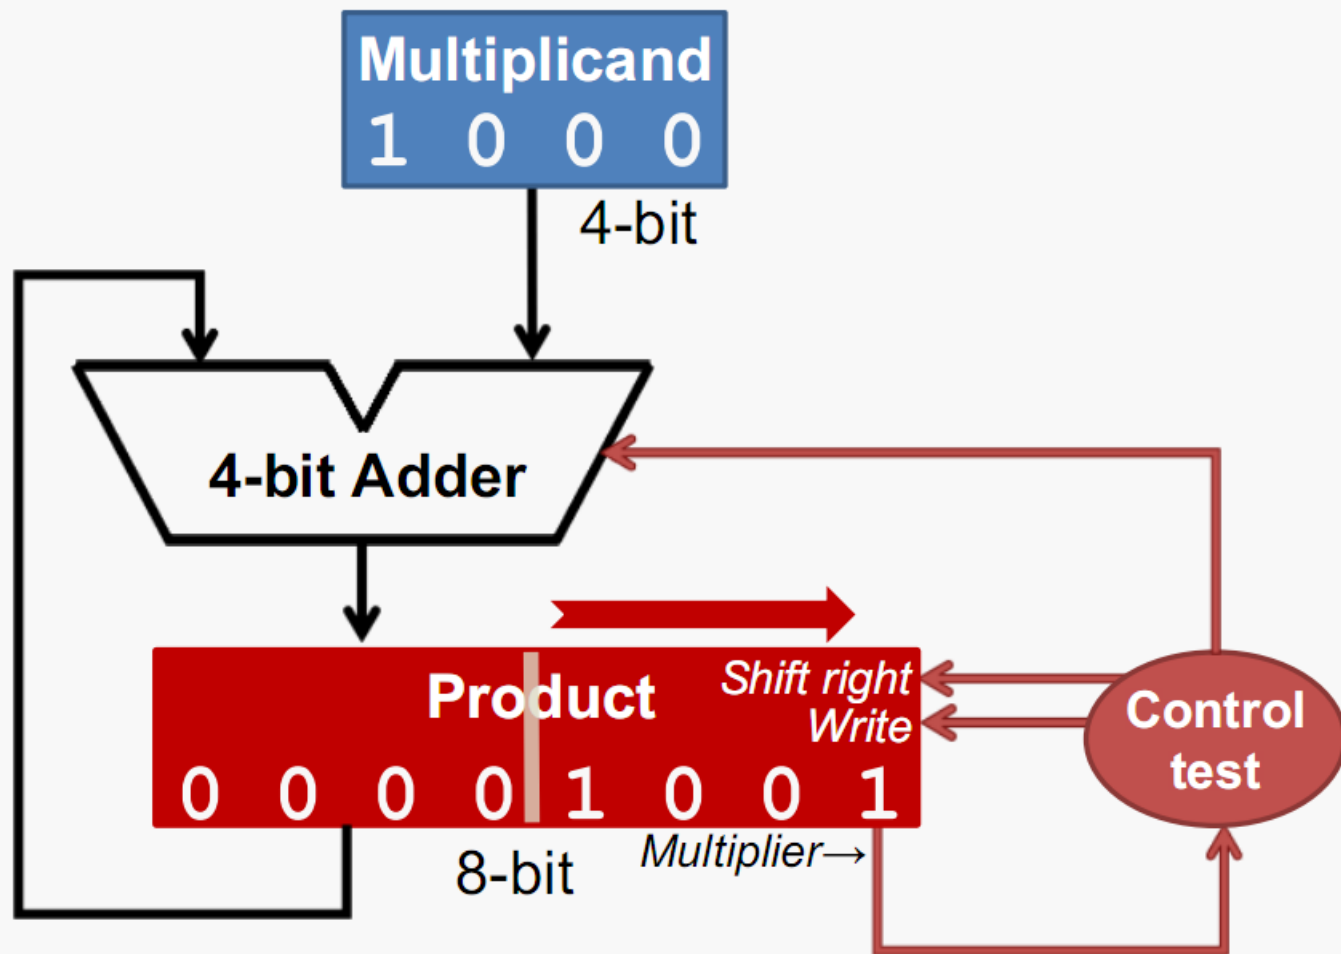 Multiplicand
1 0 0 0
4-bit
4-bit Adder
Product
Shift right
Write
0 0 0 0 1 0 0 1
8-bit
Multiplier→
Control
test